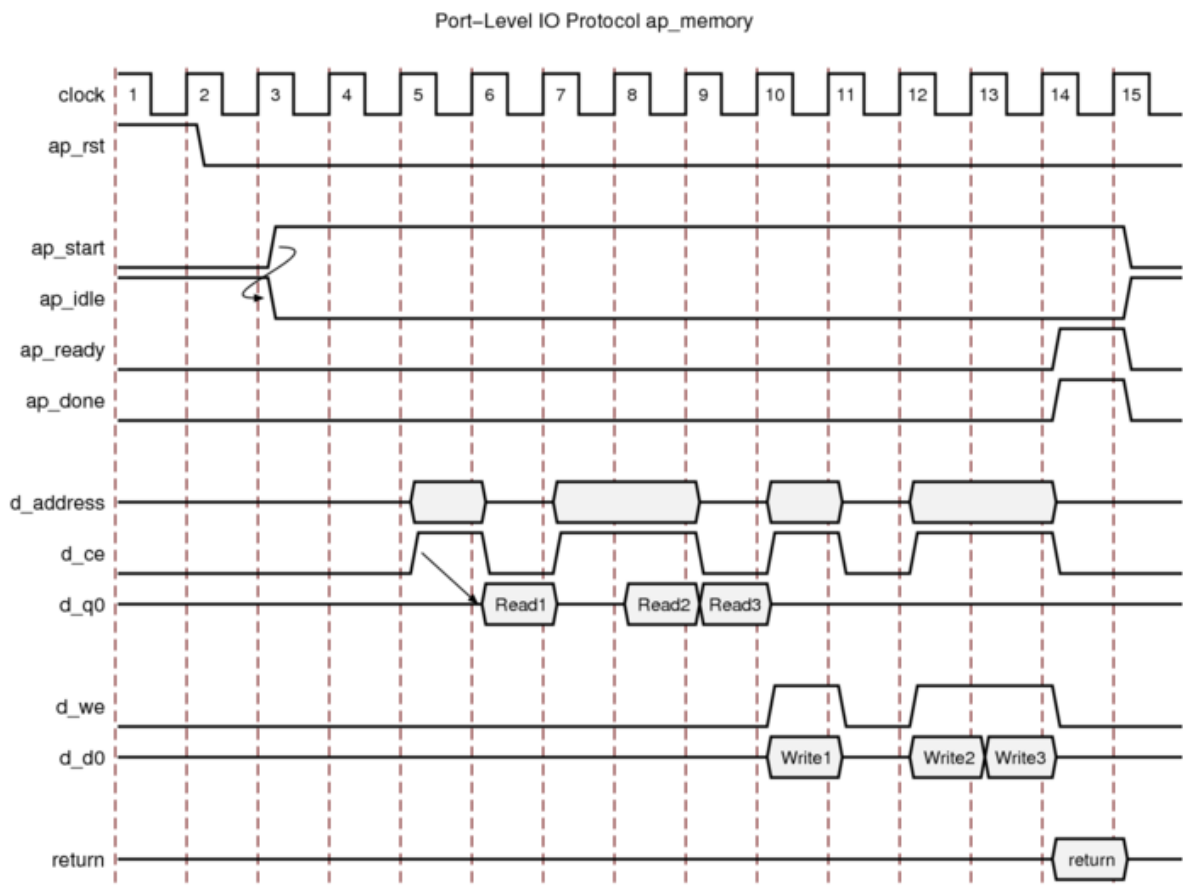 Port–Level IO Protocol ap_memory
clock 1 2 3 4 5 6 7 8 9 10 11 12 13 14 15
ap_rst
ap_start
ap_idle
ap_ready
ap_done
d_address
d_ce
d_q0 Read1 Read2 Read3
d_we
d_d0 Write1 Write2 Write3
return return